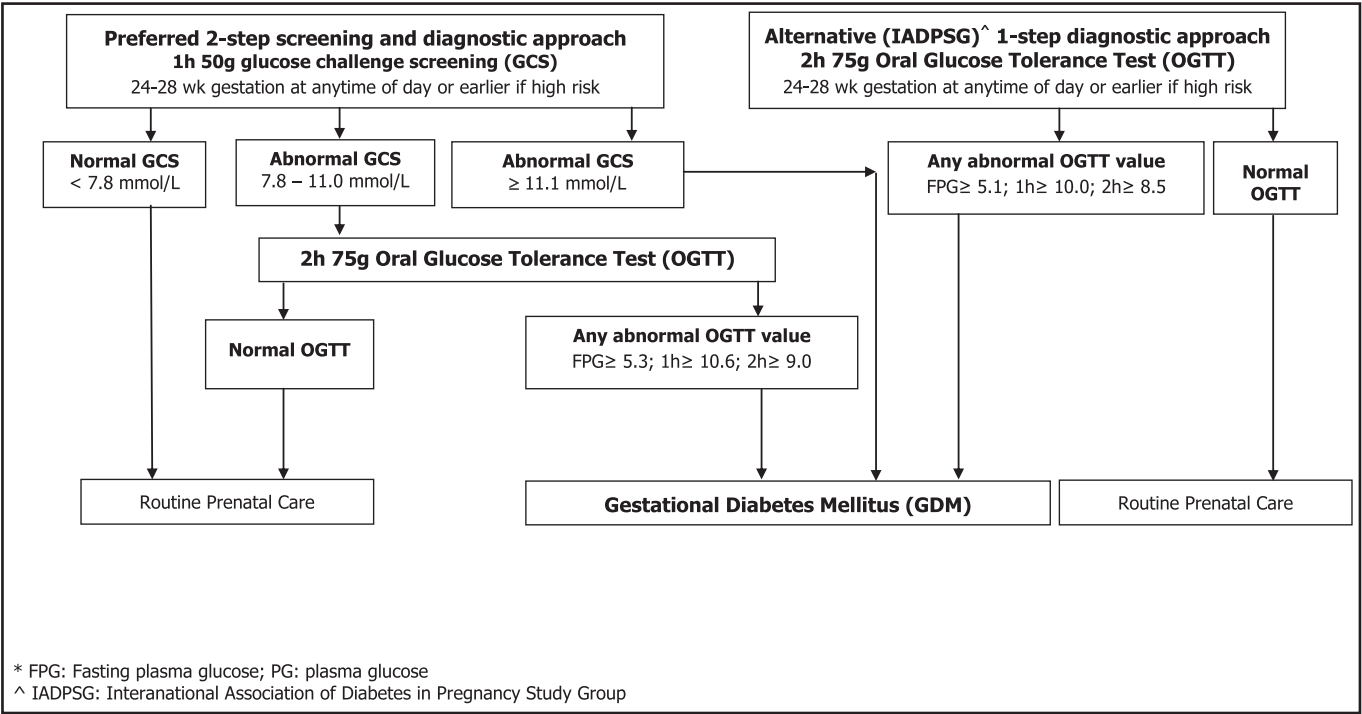 Preferred 2-step screening and diagnostic approach
1h 50g glucose challenge screening (GCS)
24-28 wk gestation at anytime of day or earlier if high risk
Alternative (IADPSG)^ 1-step diagnostic approach
2h 75g Oral Glucose Tolerance Test (OGTT)
24-28 wk gestation at anytime of day or earlier if high risk
Normal GCS
< 7.8 mmol/L
Abnormal GCS
7.8 – 11.0 mmol/L
Abnormal GCS
≥ 11.1 mmol/L
Any abnormal OGTT value
FPG≥ 5.1; 1h≥ 10.0; 2h≥ 8.5
Normal
OGTT
2h 75g Oral Glucose Tolerance Test (OGTT)
Normal OGTT
Any abnormal OGTT value
FPG≥ 5.3; 1h≥ 10.6; 2h≥ 9.0
Routine Prenatal Care
Gestational Diabetes Mellitus (GDM)
Routine Prenatal Care
* FPG: Fasting plasma glucose; PG: plasma glucose
^ IADPSG: Interanational Association of Diabetes in Pregnancy Study Group